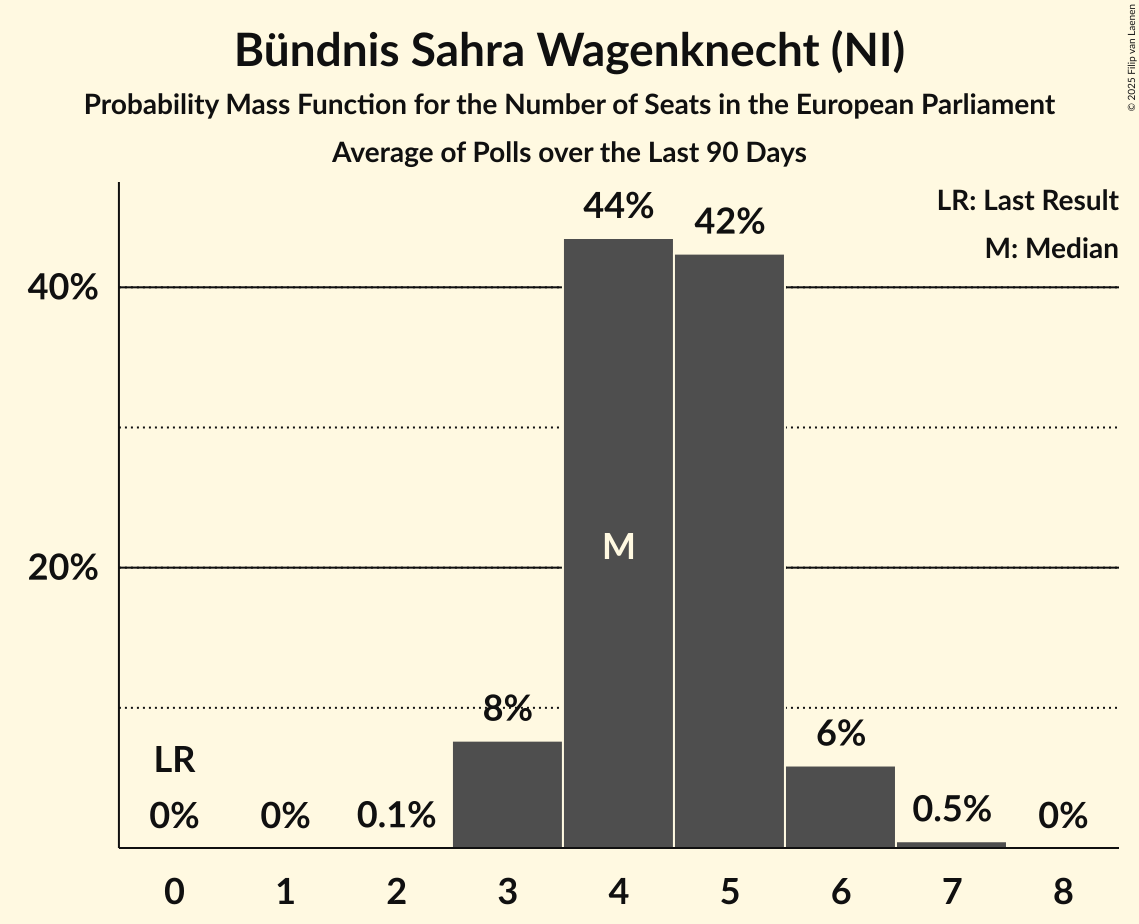 Bündnis Sahra Wagenknecht (NI)
Probability Mass Function for the Number of Seats in the European Parliament
Average of Polls over the Last 90 Days
© 2025 Filip van Laenen
LR: Last Result
M: Median
44%
42%
40%
M
20%
8%
6%
LR
0%
0%
0.1%
0.5%
0%
0 1 2 3 4 5 6 7 8